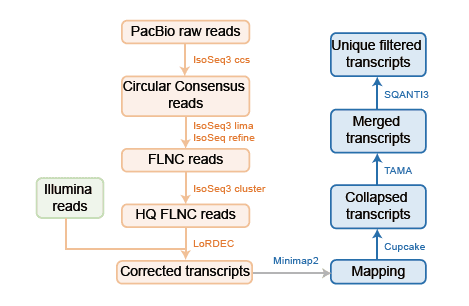 PacBio raw reads
IsoSeq3 ccs
Circular Consensus
reads
IsoSeq3 lima
IsoSeq refine
FLNC reads
IsoSeq3 cluster
Illumina
reads
HQ FLNC reads
LoRDEC
Corrected transcripts
Minimap2
Mapping
Cupcake
Collapsed
transcripts
TAMA
Merged
transcripts
SQANTI3
Unique filtered
transcripts